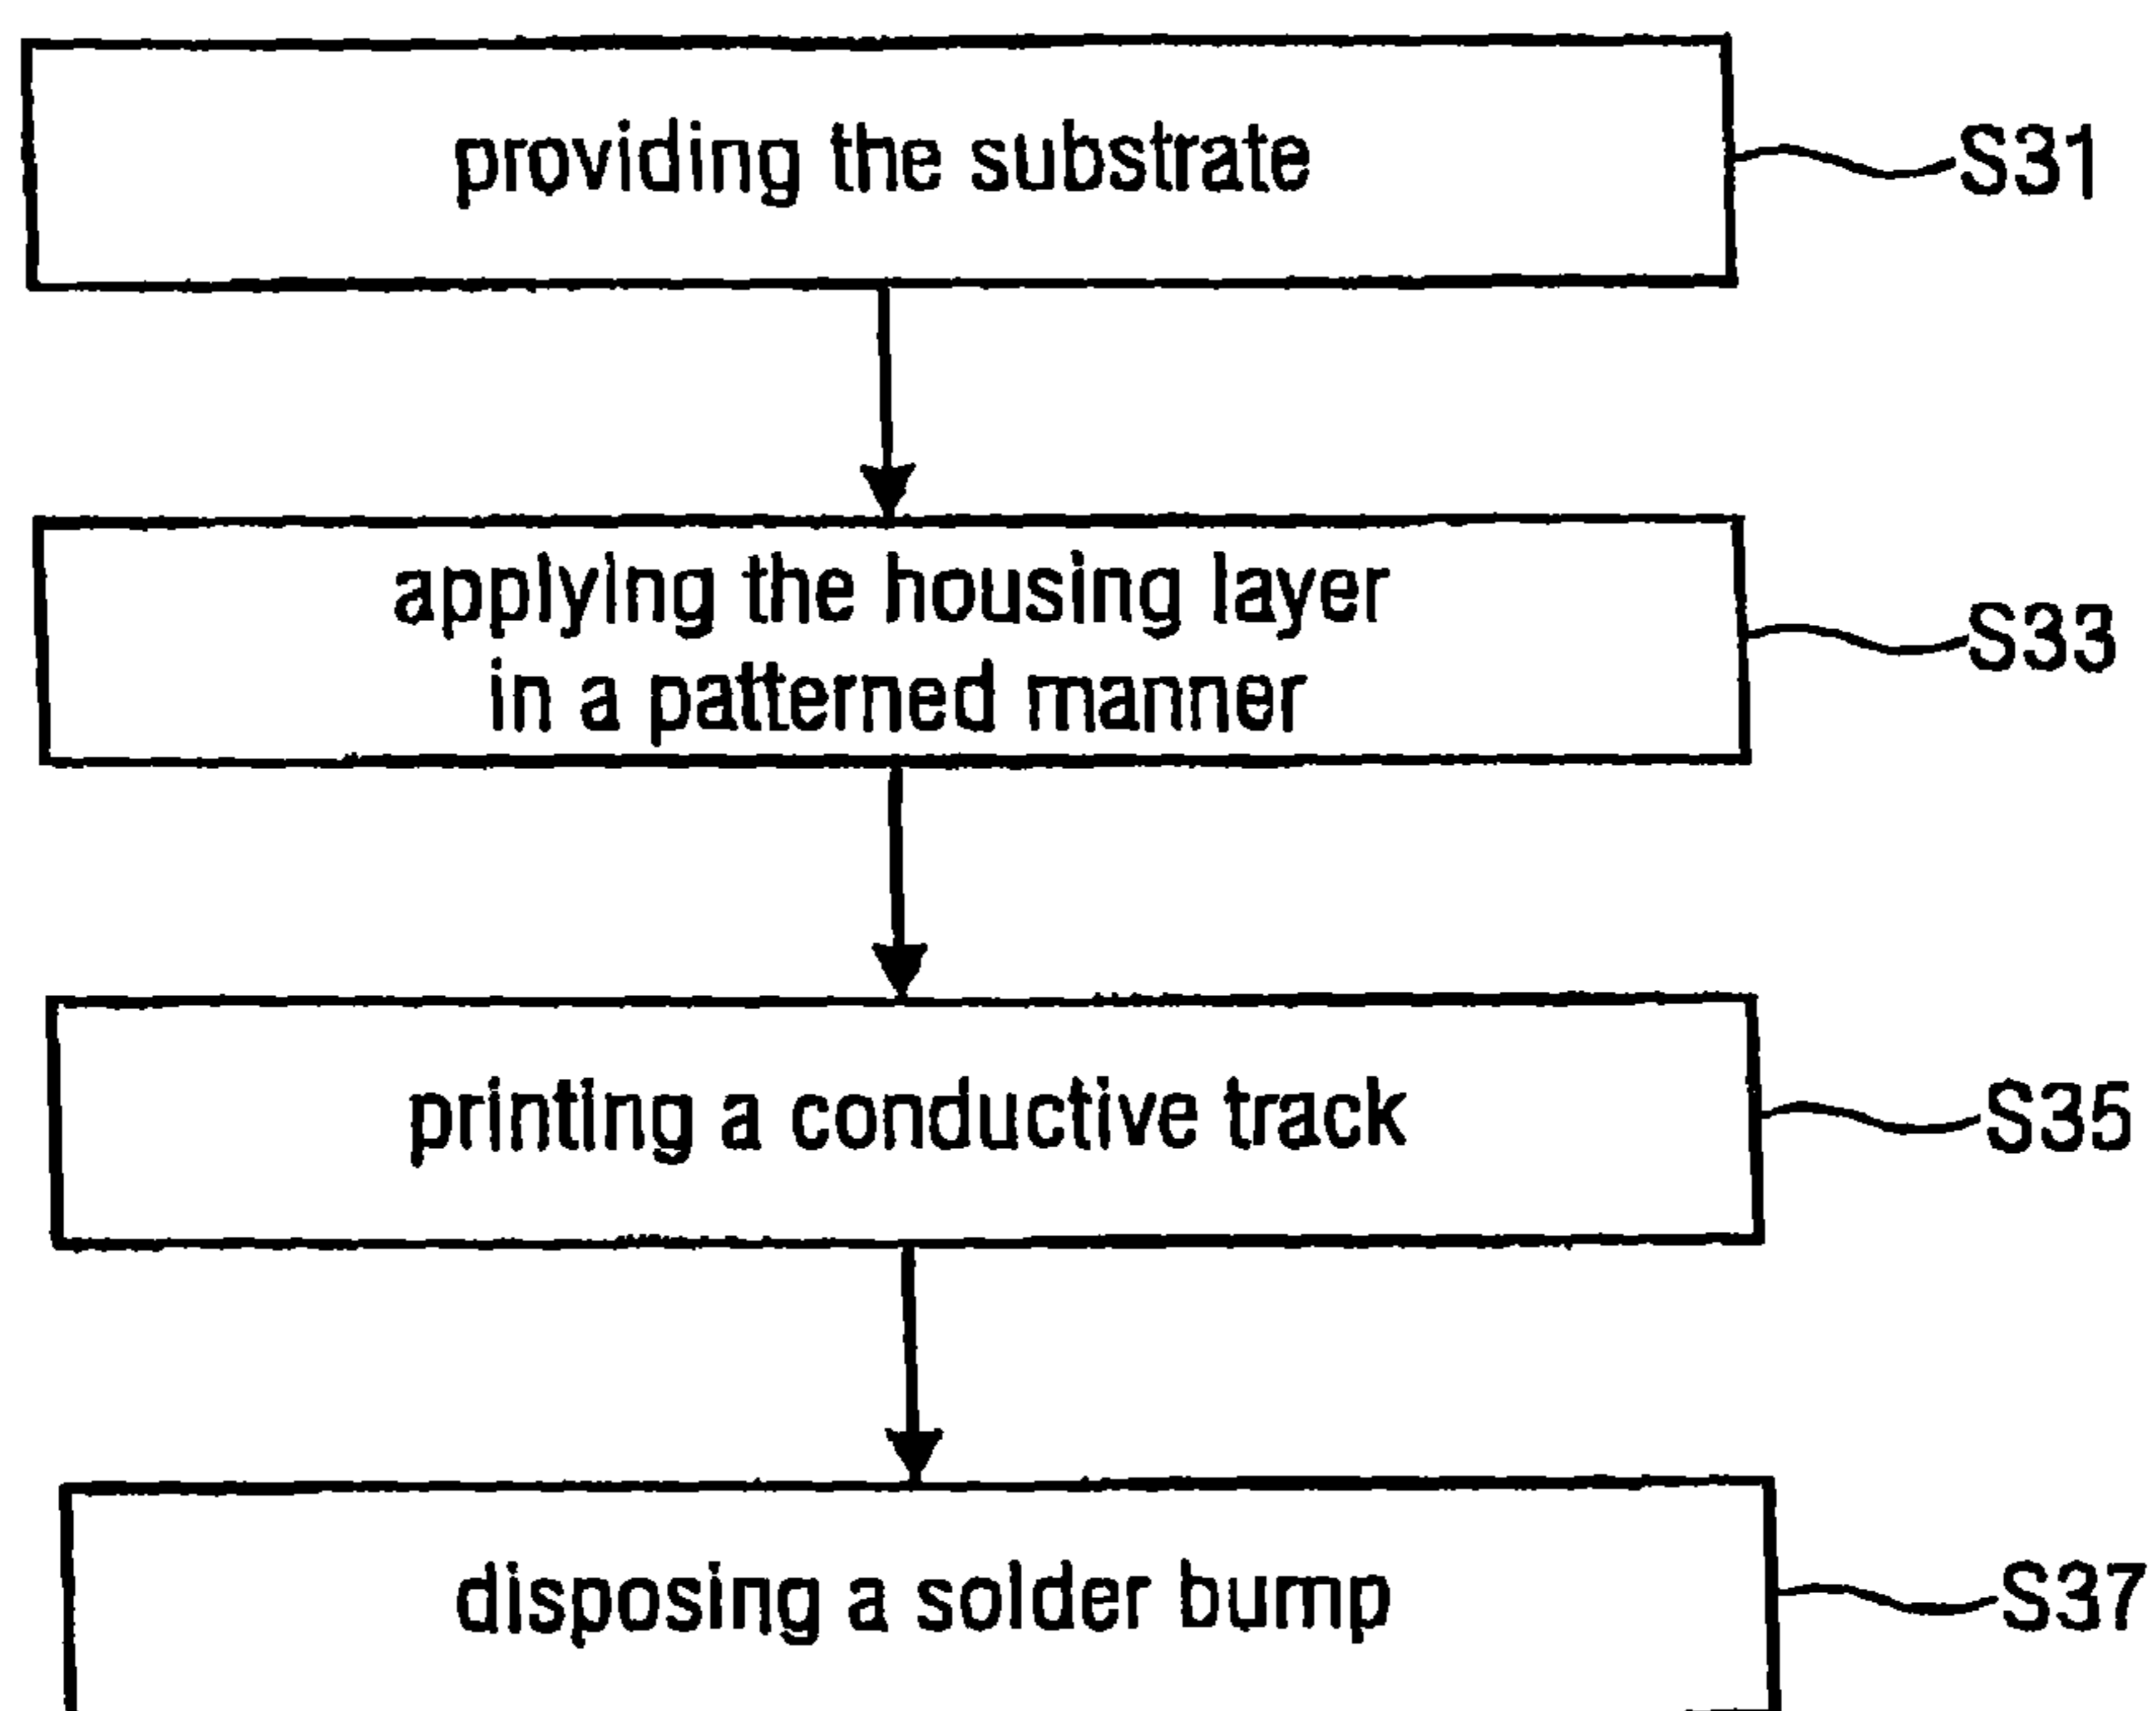 providing the substrate
S31
applying the housing layer
in a patterned manner
S33
printing a conductive track
S35
disposing a solder bump
S37